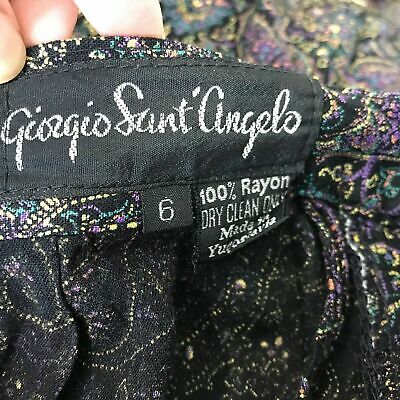 giorgio Sant'Angelo
6
100% Rayon
DRY CLEAN ONLY
Made In
Yugoslavia